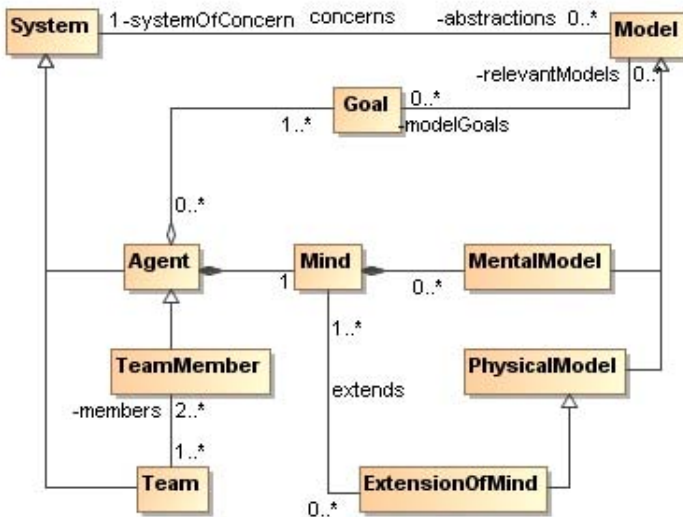 System
1-systemOfConcern concerns -abstractions 0..*
Model
-relevantModels 0..*
Goal
0..*
1..*
-modelGoals
0..*
Agent
Mind
MentalModel
1
0..*
1..*
TeamMember
PhysicalModel
extends
-members 2..*
1..*
Team
ExtensionOfMind
0..*